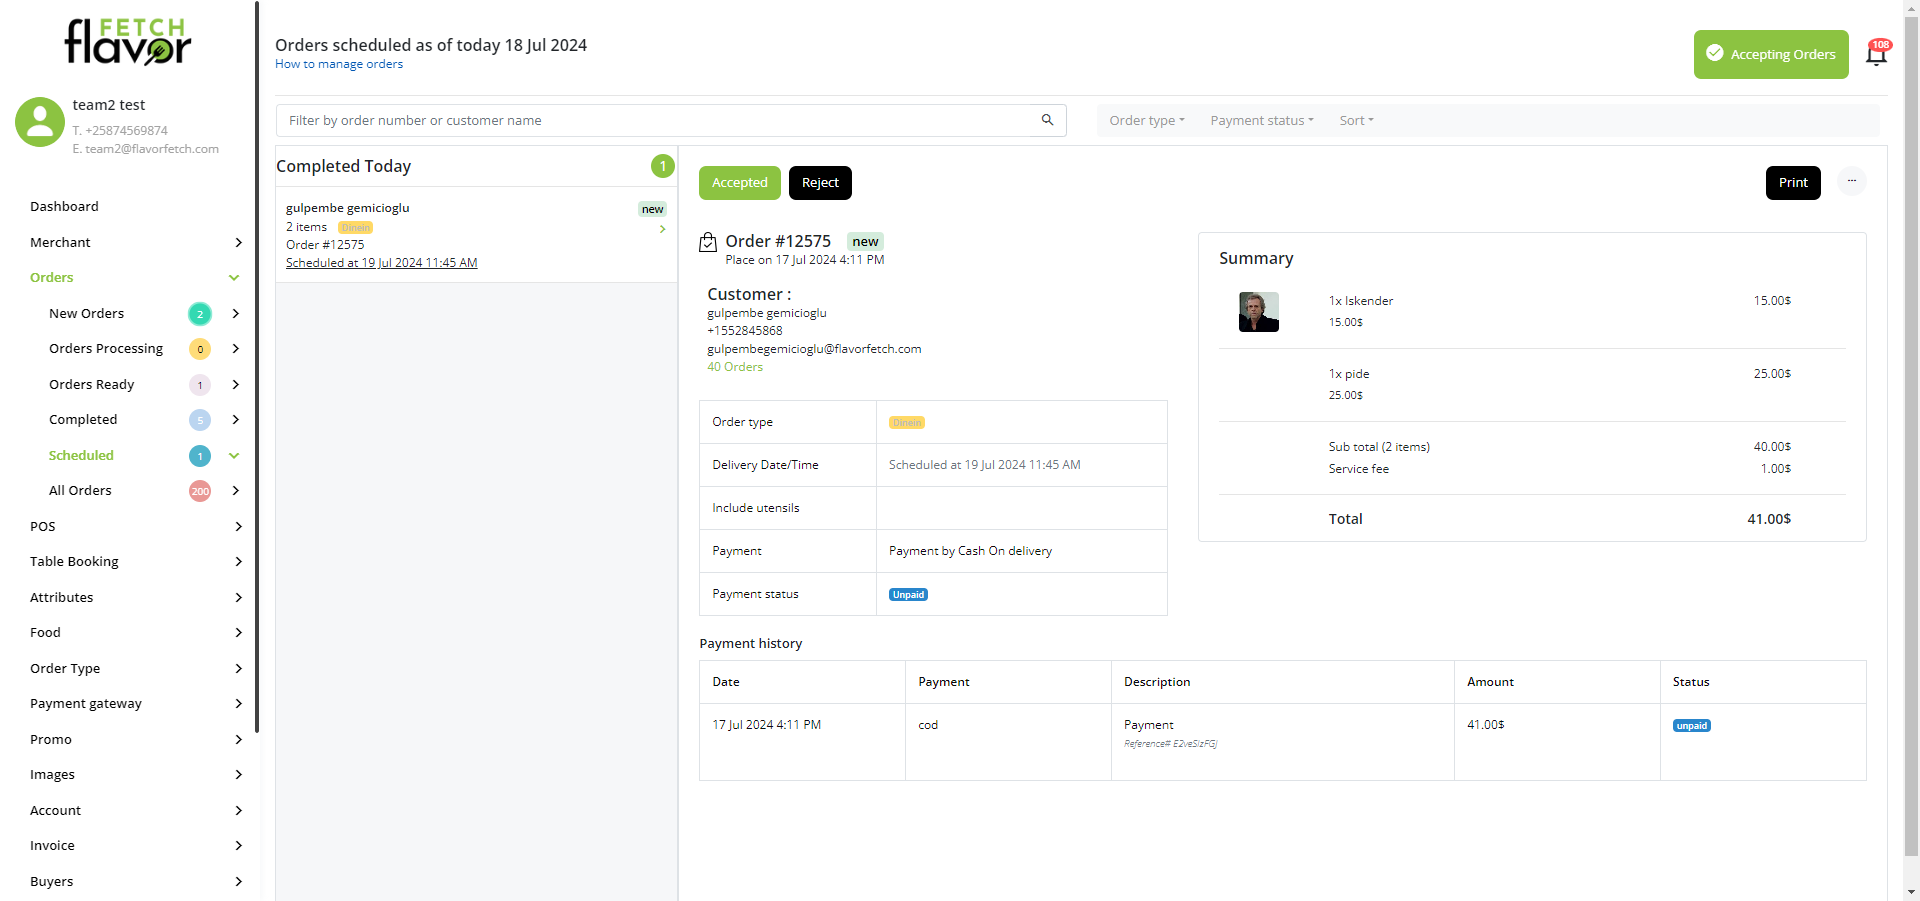 FETCH
flavor
team2 test
T. +25874569874
E. team2@flavorfetch.com
Dashboard
Merchant
Orders
New Orders 2
Orders Processing 0
Orders Ready 1
Completed 5
Scheduled 1
All Orders 200
POS
Table Booking
Attributes
Food
Order Type
Payment gateway
Promo
Images
Account
Invoice
Buyers
Orders scheduled as of today 18 Jul 2024
How to manage orders
Accepting Orders
108
Filter by order number or customer name
Order type Payment status Sort
Completed Today 1
gulpembe gemicioglu new
2 items Dinein
Order #12575
Scheduled at 19 Jul 2024 11:45 AM
Accepted Reject Print ...
Order #12575 new
Place on 17 Jul 2024 4:11 PM
Customer :
gulpembe gemicioglu
+1552845868
gulpembegemicioglu@flavorfetch.com
40 Orders
Order type Dinein
Delivery Date/Time Scheduled at 19 Jul 2024 11:45 AM
Include utensils
Payment Payment by Cash On delivery
Payment status Unpaid
Summary
1x Iskender 15.00$
15.00$
1x pide 25.00$
25.00$
Sub total (2 items) 40.00$
Service fee 1.00$
Total 41.00$
Payment history
Date Payment Description Amount Status
17 Jul 2024 4:11 PM cod Payment 41.00$ unpaid
Reference# E2veSizFGJ